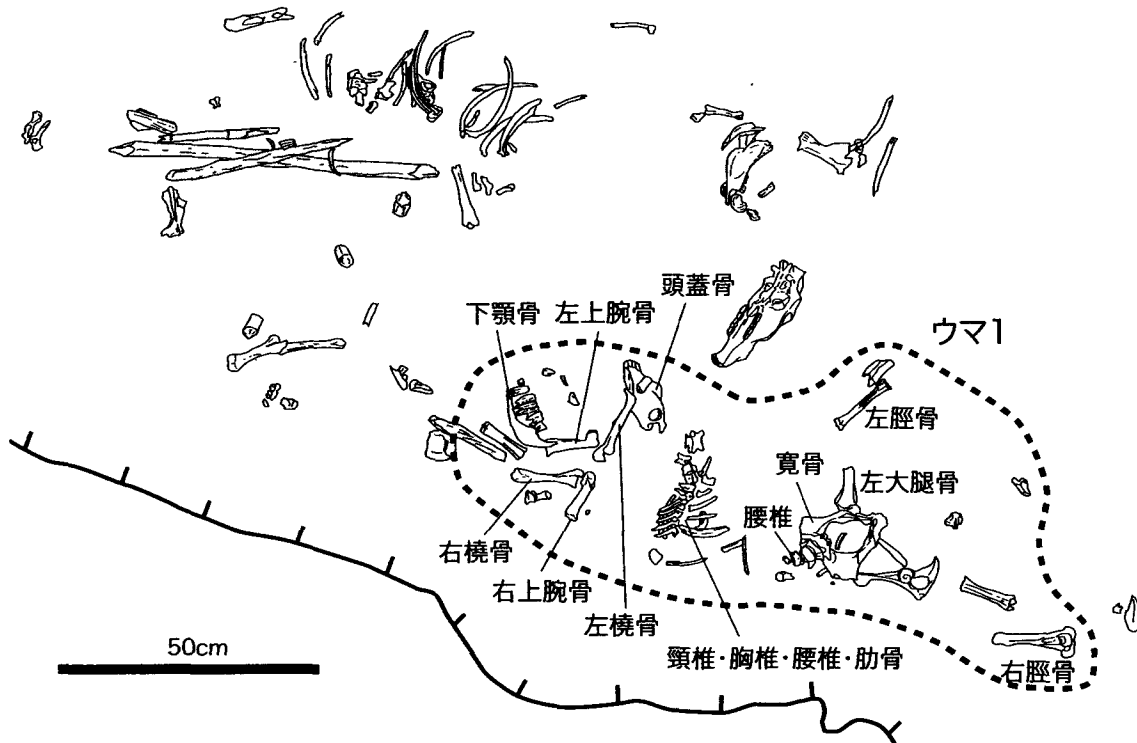 頭蓋骨
下顎骨 左上腕骨
ウマ1
左脛骨
寛骨
左大腿骨
腰椎
右橈骨
右上腕骨
左橈骨
頸椎・胸椎・腰椎・肋骨
右脛骨
50cm